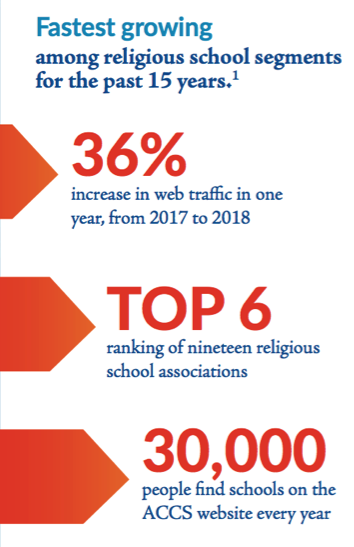 Fastest growing
among religious school segments
for the past 15 years.1
36%
increase in web traffic in one
year, from 2017 to 2018
TOP 6
ranking of nineteen religious
school associations
30,000
people find schools on the
ACCS website every year